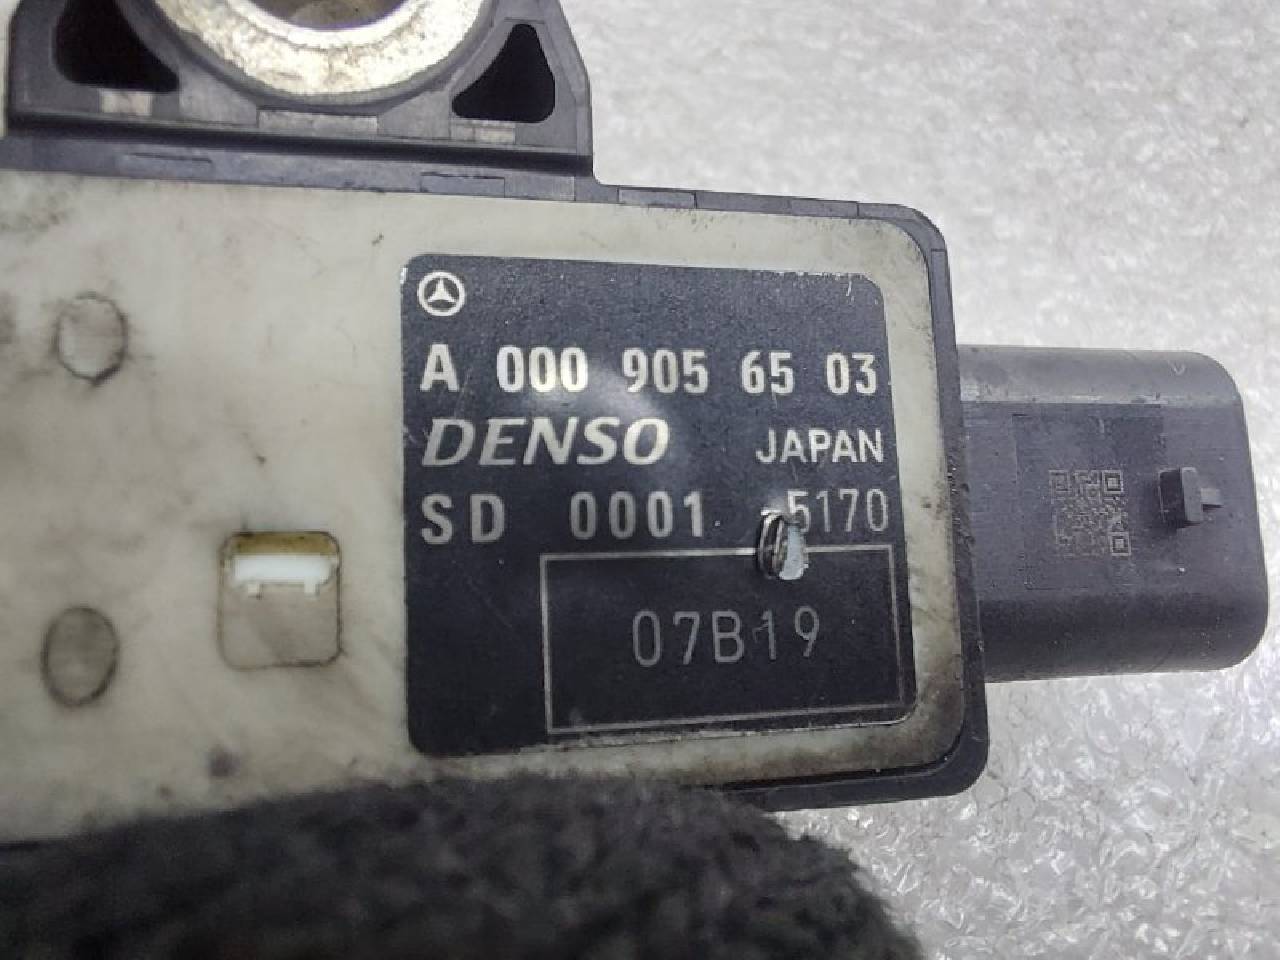 A 000 905 65 03
DENSO JAPAN
SD 0001 5170
07B19